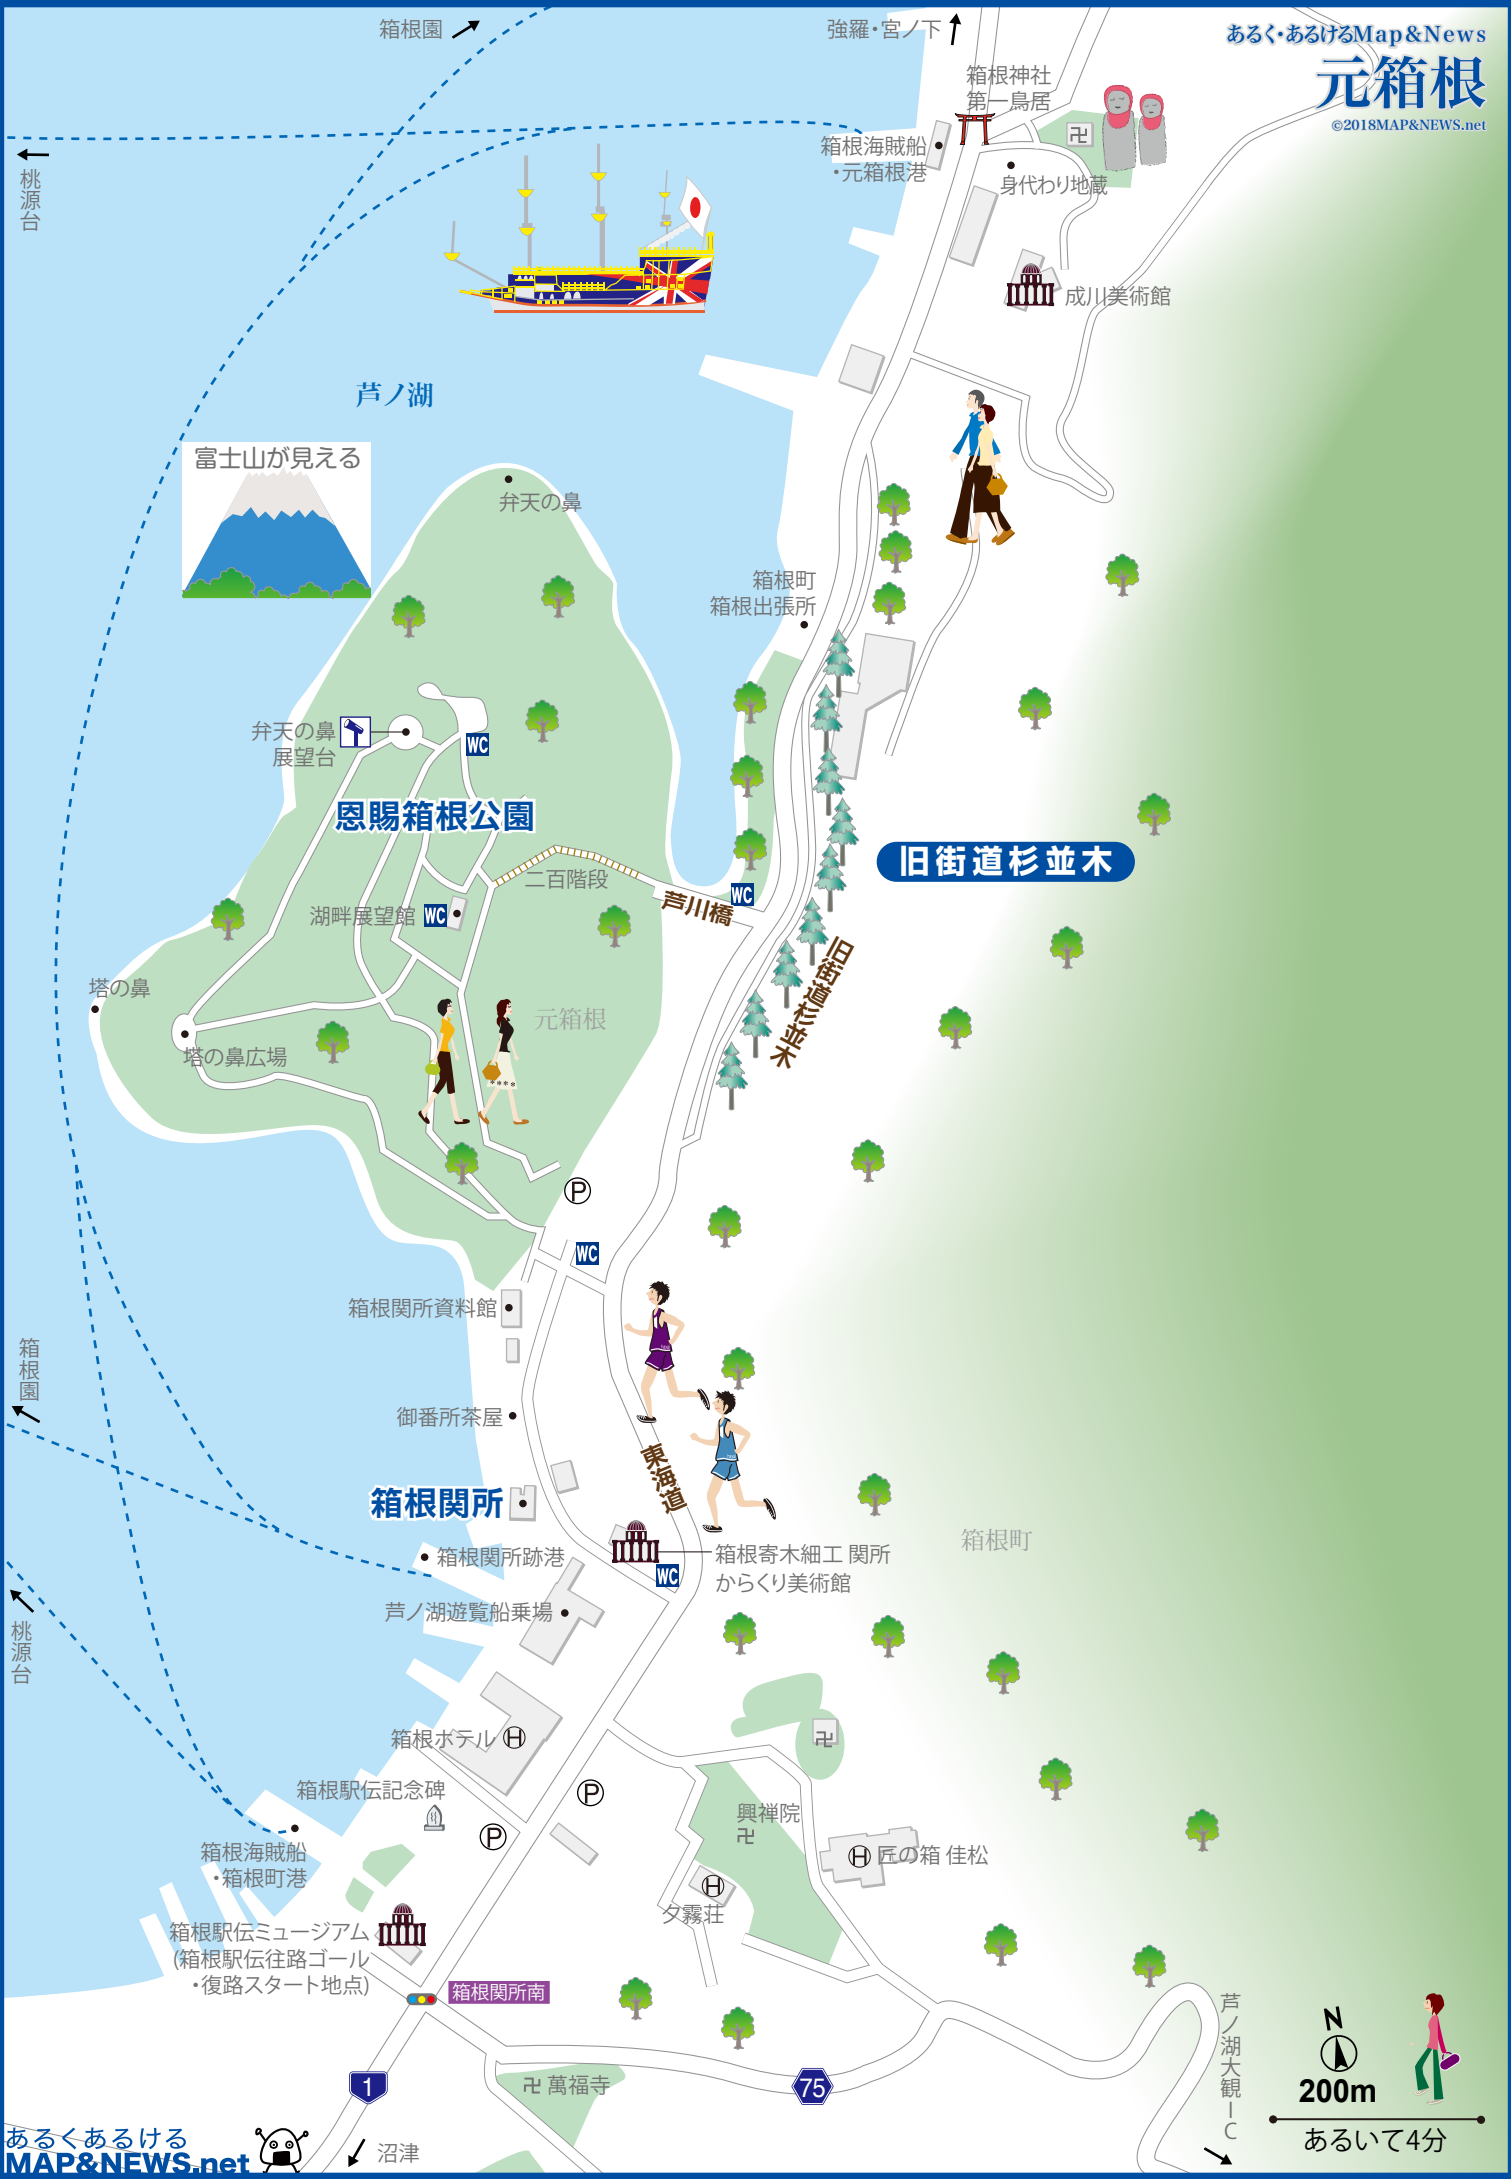 箱根園
強羅・宮ノ下
あるく・あるけるMap&News
元箱根
©2018MAP&NEWS.net
箱根神社
第一鳥居
卍
箱根海賊船
・元箱根港
身代わり地蔵
桃源台
成川美術館
芦ノ湖
富士山が見える
弁天の鼻
箱根町
箱根出張所
弁天の鼻
展望台
WC
恩賜箱根公園
旧街道杉並木
二百階段
WC
芦川橋
湖畔展望館
WC
旧街道杉並木
塔の鼻
元箱根
塔の鼻広場
P
WC
箱根関所資料館
箱根園
御番所茶屋
東海道
箱根関所
箱根町
箱根寄木細工 関所
からくり美術館
WC
箱根関所跡港
芦ノ湖遊覧船乗場
桃源台
箱根ホテル
H
卍
箱根駅伝記念碑
P
P
興禅院
卍
箱根海賊船
・箱根町港
H
匠の箱 佳松
H
夕霧荘
箱根駅伝ミュージアム
(箱根駅伝往路ゴール
・復路スタート地点)
箱根関所南
芦ノ湖大観IC
N
200m
あるいて4分
1
75
卍 萬福寺
沼津
あるくあるける
MAP&NEWS.net